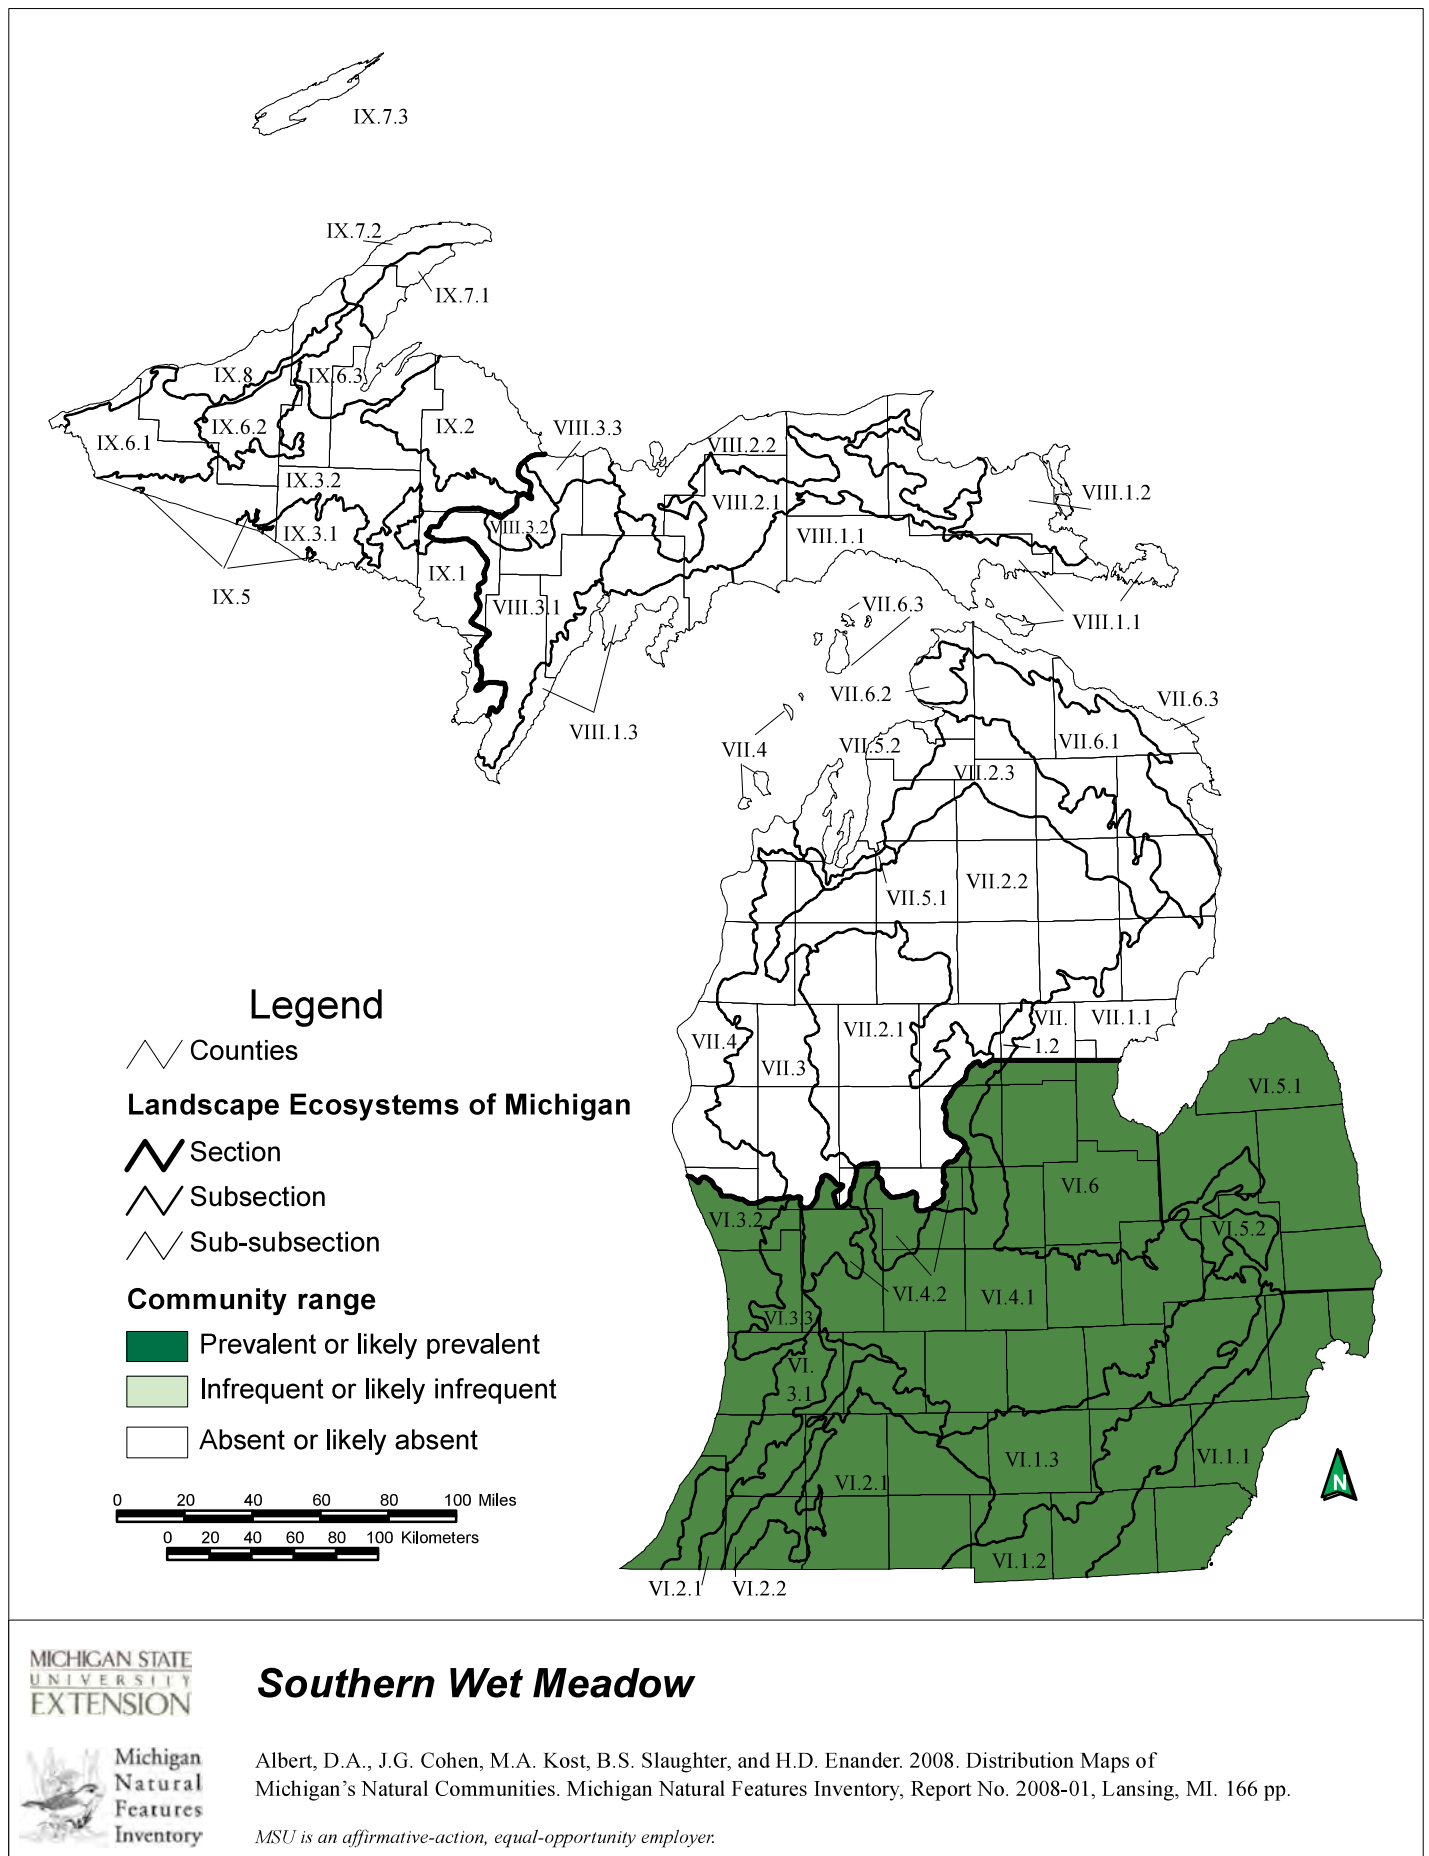 IX.7.3
IX.7.2
IX.7.1
IX.8
IX.6.3
IX.6.2
IX.6.1
IX.2
VIII.3.3
VIII.2.2
IX.3.2
VIII.2.1
VIII.1.2
IX.3.1
VIII.3.2
VIII.1.1
IX.1
IX.5
VIII.3.1
VII.6.3
VIII.1.1
VIII.1.3
VII.6.2
VII.6.3
VII.4
VII.5.2
VII.6.1
VII.2.3
VII.5.1
VII.2.2
VII.4
VII.3
VII.2.1
VII.
1.2
VII.1.1
VI.5.1
VI.6
VI.3.2
VI.5.2
VI.4.2
VI.4.1
VI.3.3
VI.
3.1
VI.2.1
VI.1.3
VI.1.1
VI.1.2
VI.2.1
VI.2.2
Legend
Counties
Landscape Ecosystems of Michigan
Section
Subsection
Sub-subsection
Community range
Prevalent or likely prevalent
Infrequent or likely infrequent
Absent or likely absent
0 20 40 60 80 100 Miles
0 20 40 60 80 100 Kilometers
N
MICHIGAN STATE
UNIVERSITY
EXTENSION
Southern Wet Meadow
Michigan
Natural
Features
Inventory
Albert, D.A., J.G. Cohen, M.A. Kost, B.S. Slaughter, and H.D. Enander. 2008. Distribution Maps of
Michigan's Natural Communities. Michigan Natural Features Inventory, Report No. 2008-01, Lansing, MI. 166 pp.
MSU is an affirmative-action, equal-opportunity employer.